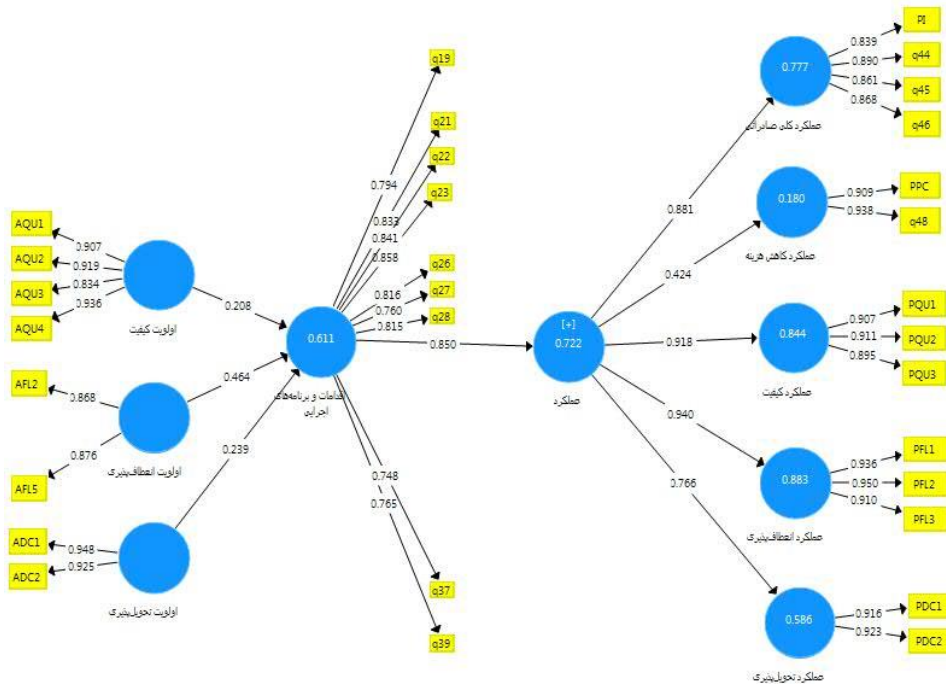 AQU1
AQU2
AQU3
AQU4
0.907
0.919
0.834
0.936
اولویت کیفیت
0.208
AFL2
AFL5
0.868
0.876
اولویت انعطاف‌پذیری
0.464
ADC1
ADC2
0.948
0.925
اولویت تحویل‌پذیری
0.239
0.611
اقدامات و برنامه‌های
اجرایی
q19
q21
q22
q23
q26
q27
q28
q37
q39
0.794
0.833
0.841
0.858
0.816
0.760
0.815
0.748
0.765
0.850
[+]
0.722
عملکرد
0.881
0.424
0.918
0.940
0.766
0.777
عملکرد کلی صادراتی
0.839
0.890
0.861
0.868
PI
q44
q45
q46
0.180
عملکرد کاهش هزینه
0.909
0.938
PPC
q48
0.844
عملکرد کیفیت
0.907
0.911
0.895
PQU1
PQU2
PQU3
0.883
عملکرد انعطاف‌پذیری
0.936
0.950
0.910
PFL1
PFL2
PFL3
0.586
عملکرد تحویل‌پذیری
0.916
0.923
PDC1
PDC2